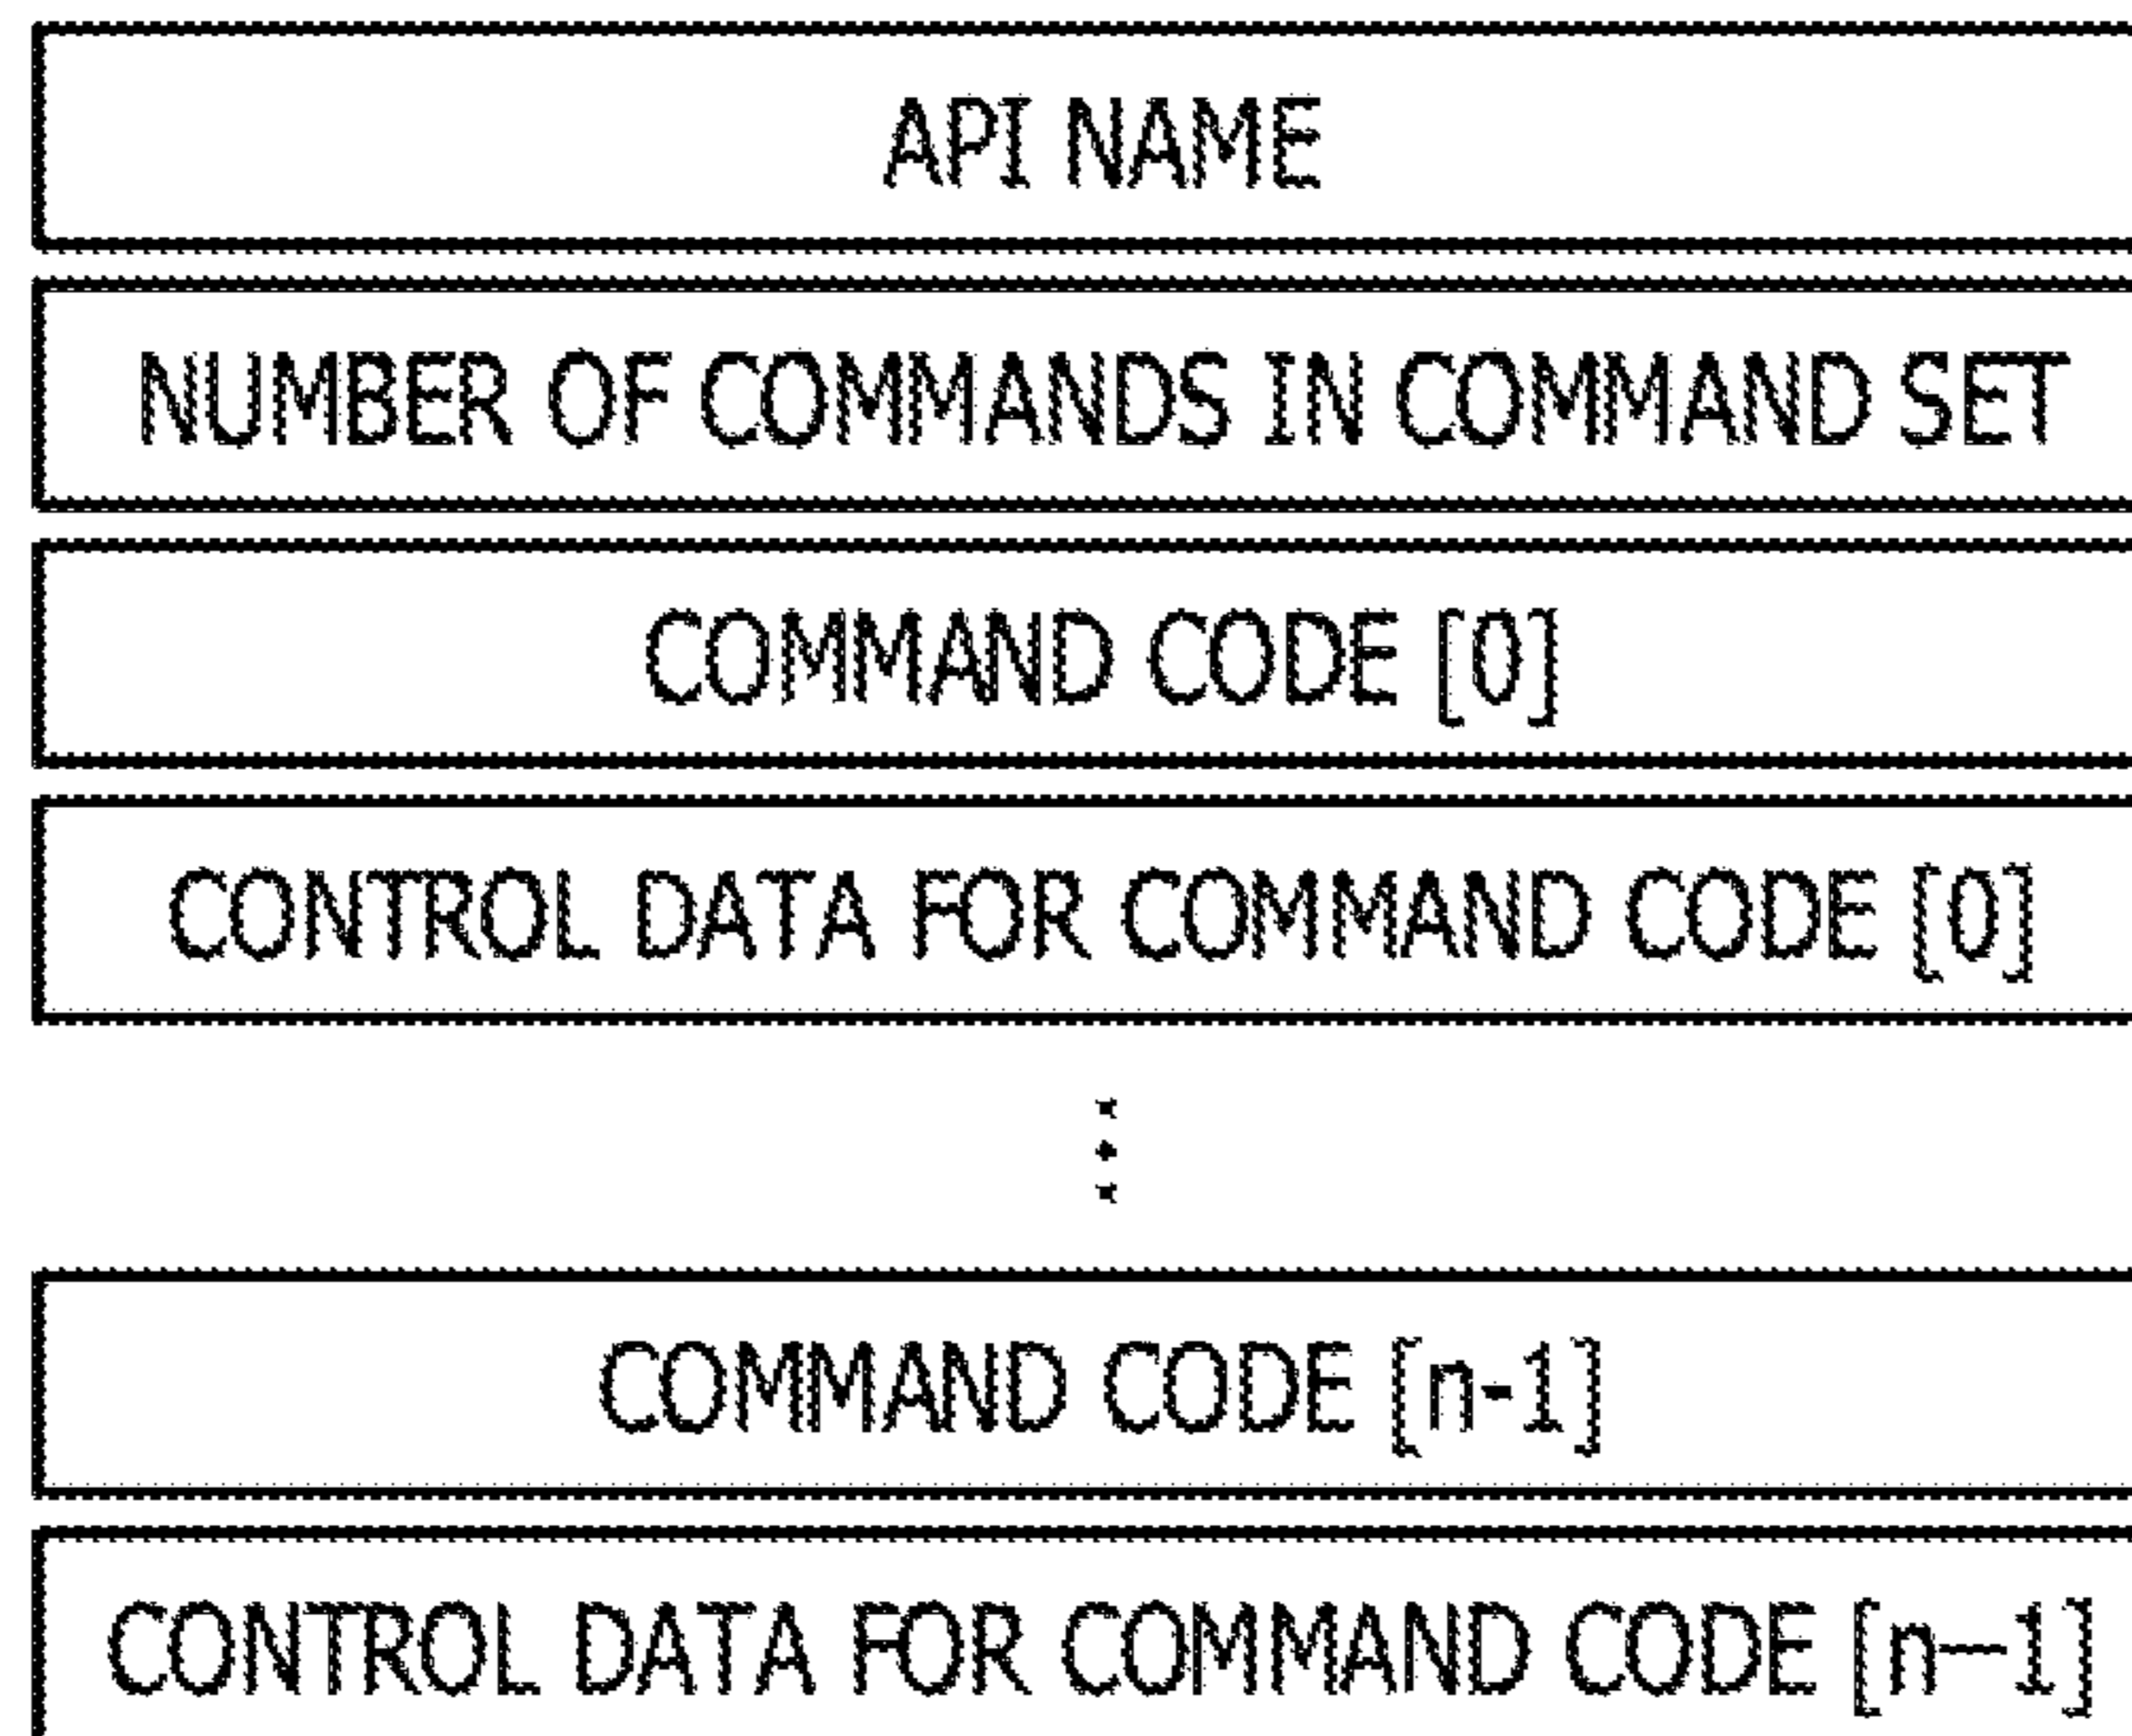 API NAME
NUMBER OF COMMANDS IN COMMAND SET
COMMAND CODE [0]
CONTROL DATA FOR COMMAND CODE [0]
⋮
COMMAND CODE [n-1]
CONTROL DATA FOR COMMAND CODE [n—1]